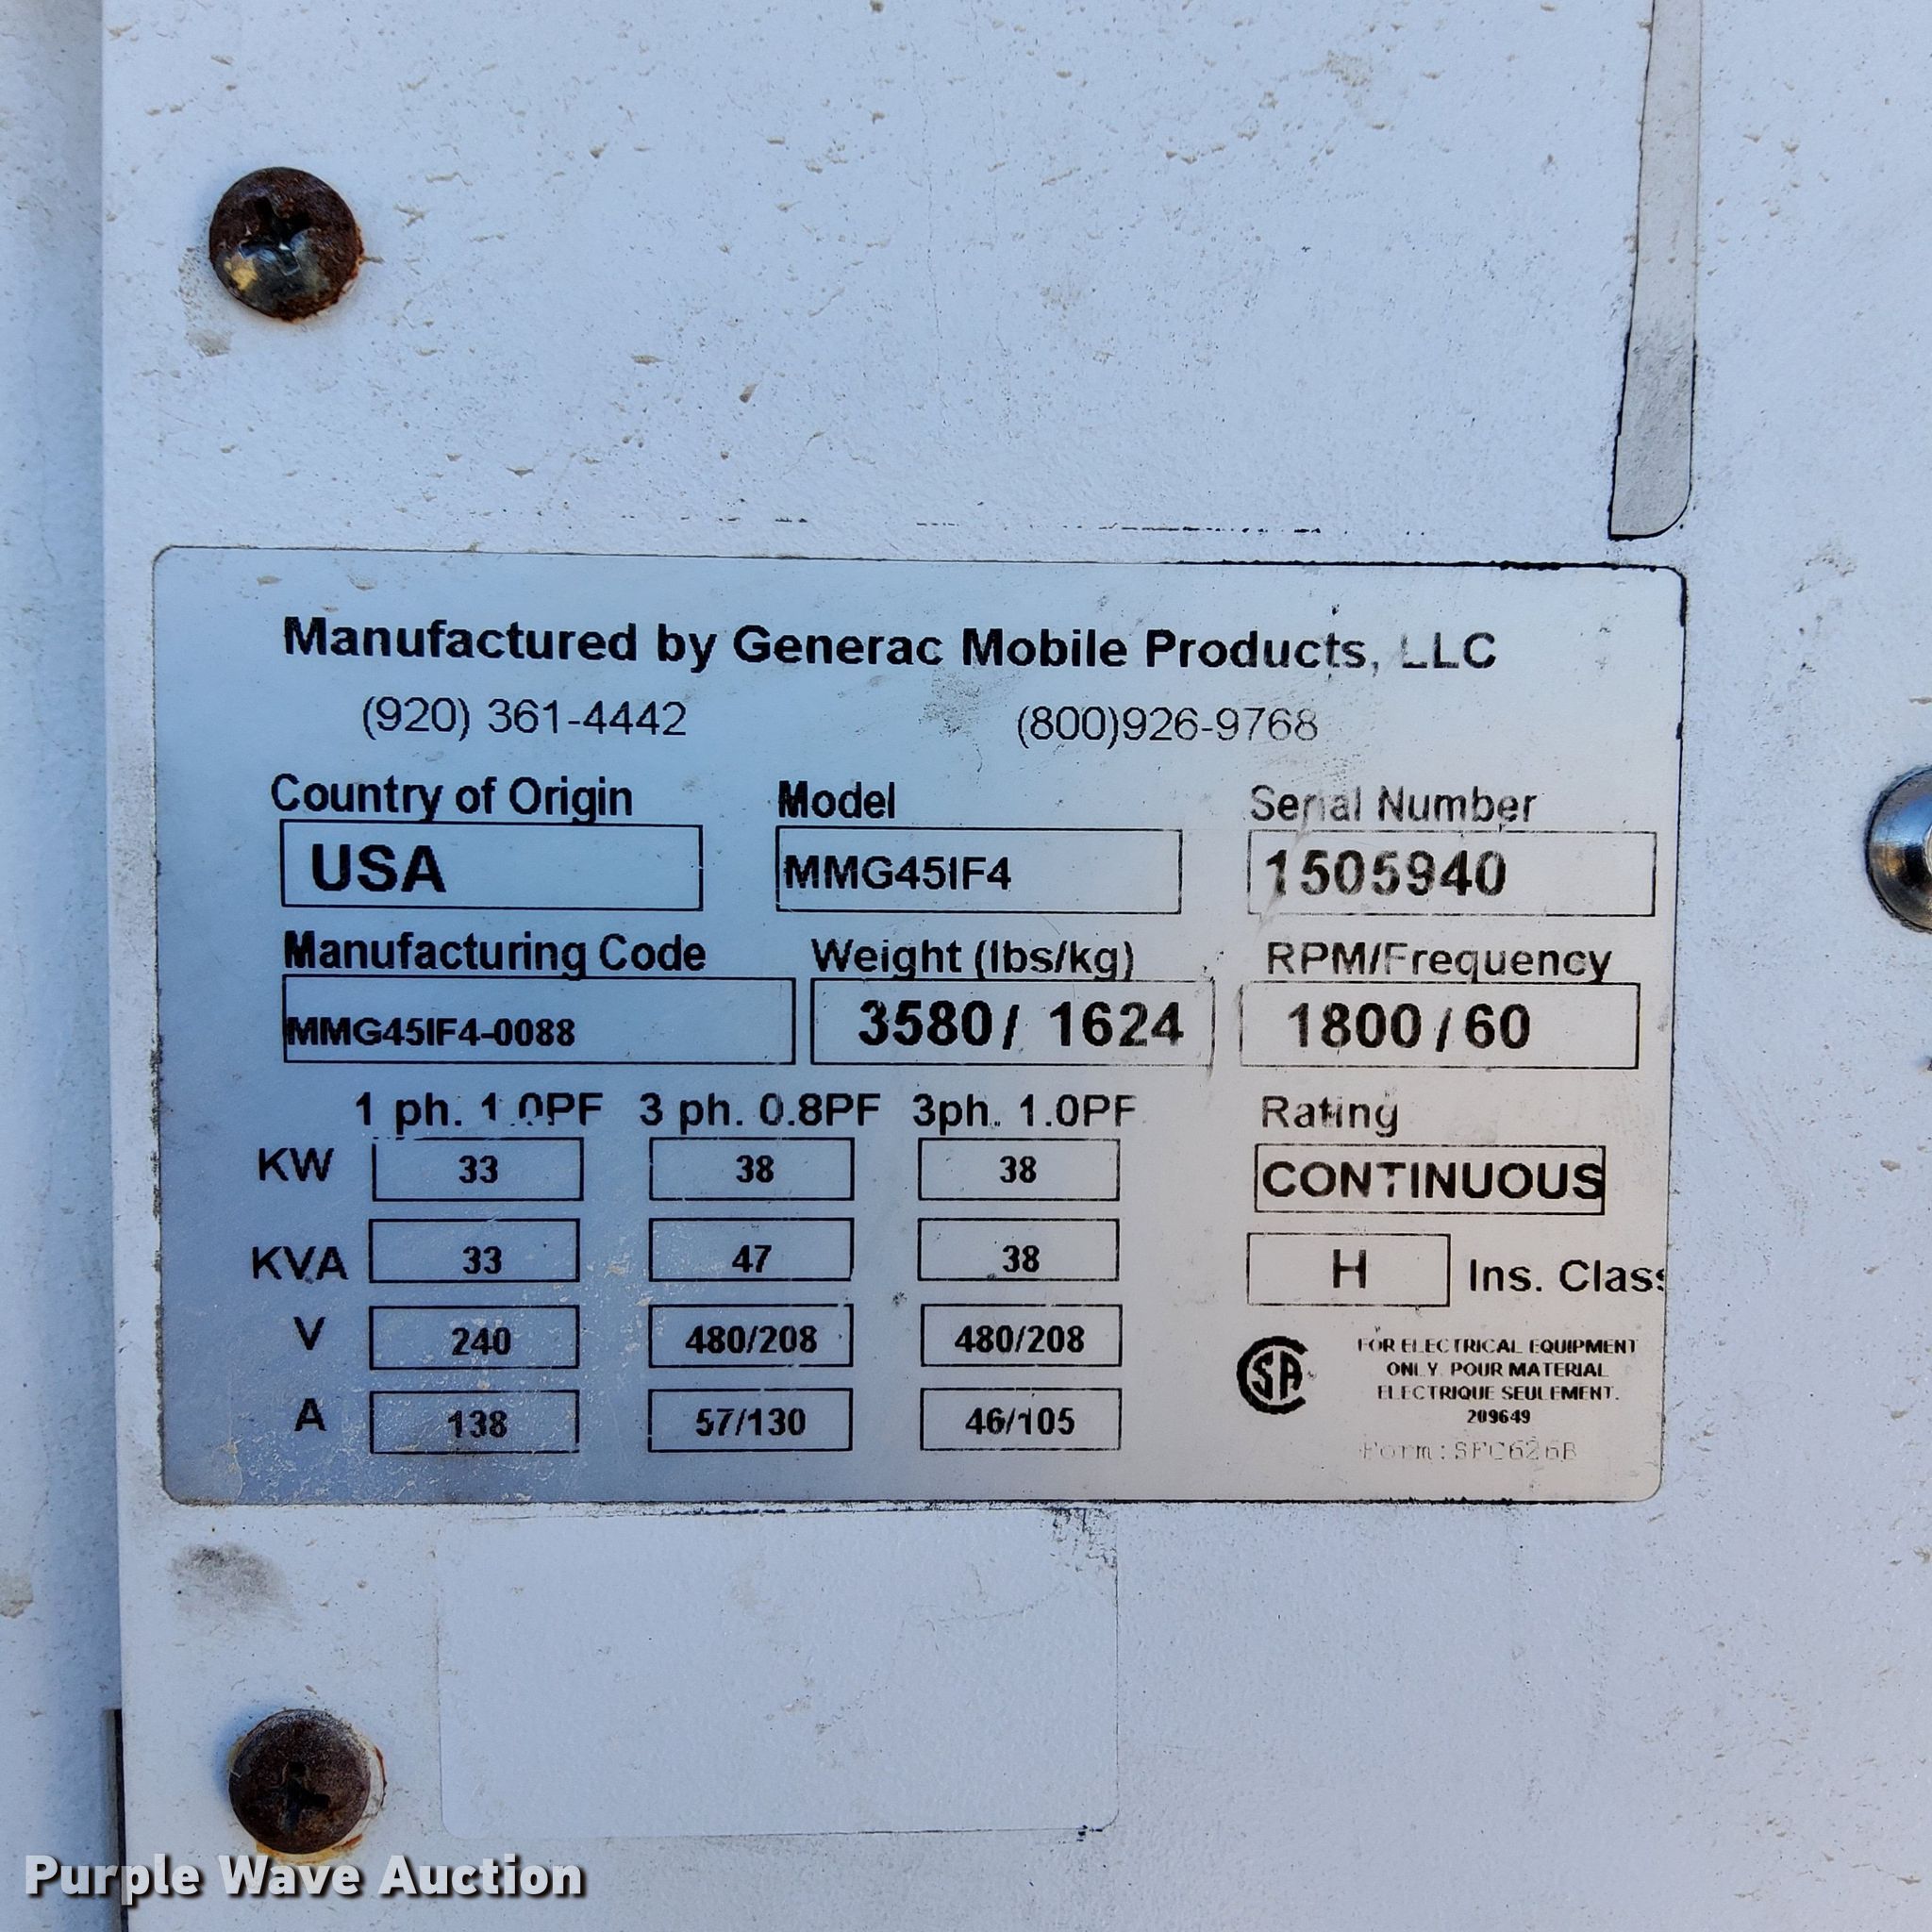 Manufactured by Generac Mobile Products, LLC
(920) 361-4442 (800)926-9768
Country of Origin Model Serial Number
USA MMG45IF4 1505940
Manufacturing Code Weight (lbs/kg) RPM/Frequency
MMG45IF4-0088 3580/ 1624 1800/60
1 ph. 1.0PF 3 ph. 0.8PF 3ph. 1.0PF Rating
KW 33 38 38 CONTINUOUS
KVA 33 47 38 H Ins. Class
V 240 480/208 480/208
A 138 57/130 46/105
SA FOR ELECTRICAL EQUIPMENT
ONLY. POUR MATERIAL
ELECTRIQUE SEULEMENT.
209649
Form:SFC626B
Purple Wave Auction